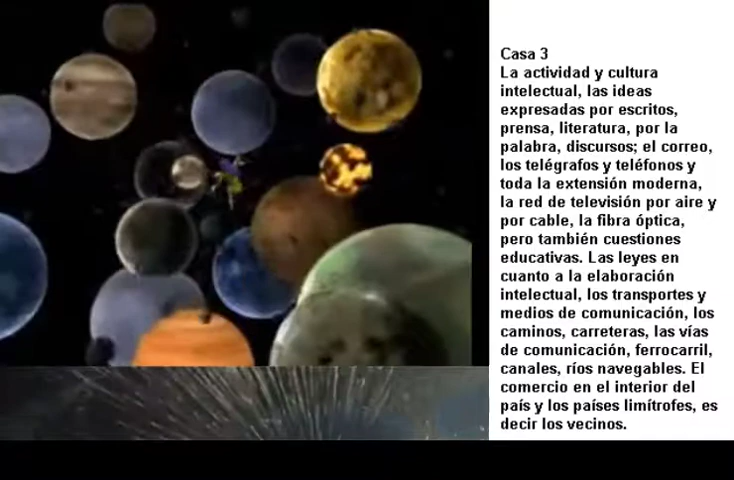 Casa 3
La actividad y cultura
intelectual, las ideas
expresadas por escritos,
prensa, literatura, por la
palabra, discursos; el correo,
los telégrafos y teléfonos y
toda la extensión moderna,
la red de televisión por aire y
por cable, la fibra óptica,
pero también cuestiones
educativas. Las leyes en
cuanto a la elaboración
intelectual, los transportes y
medios de comunicación, los
caminos, carreteras, las vías
de comunicación, ferrocarril,
canales, ríos navegables. El
comercio en el interior del
país y los países limítrofes, es
decir los vecinos.